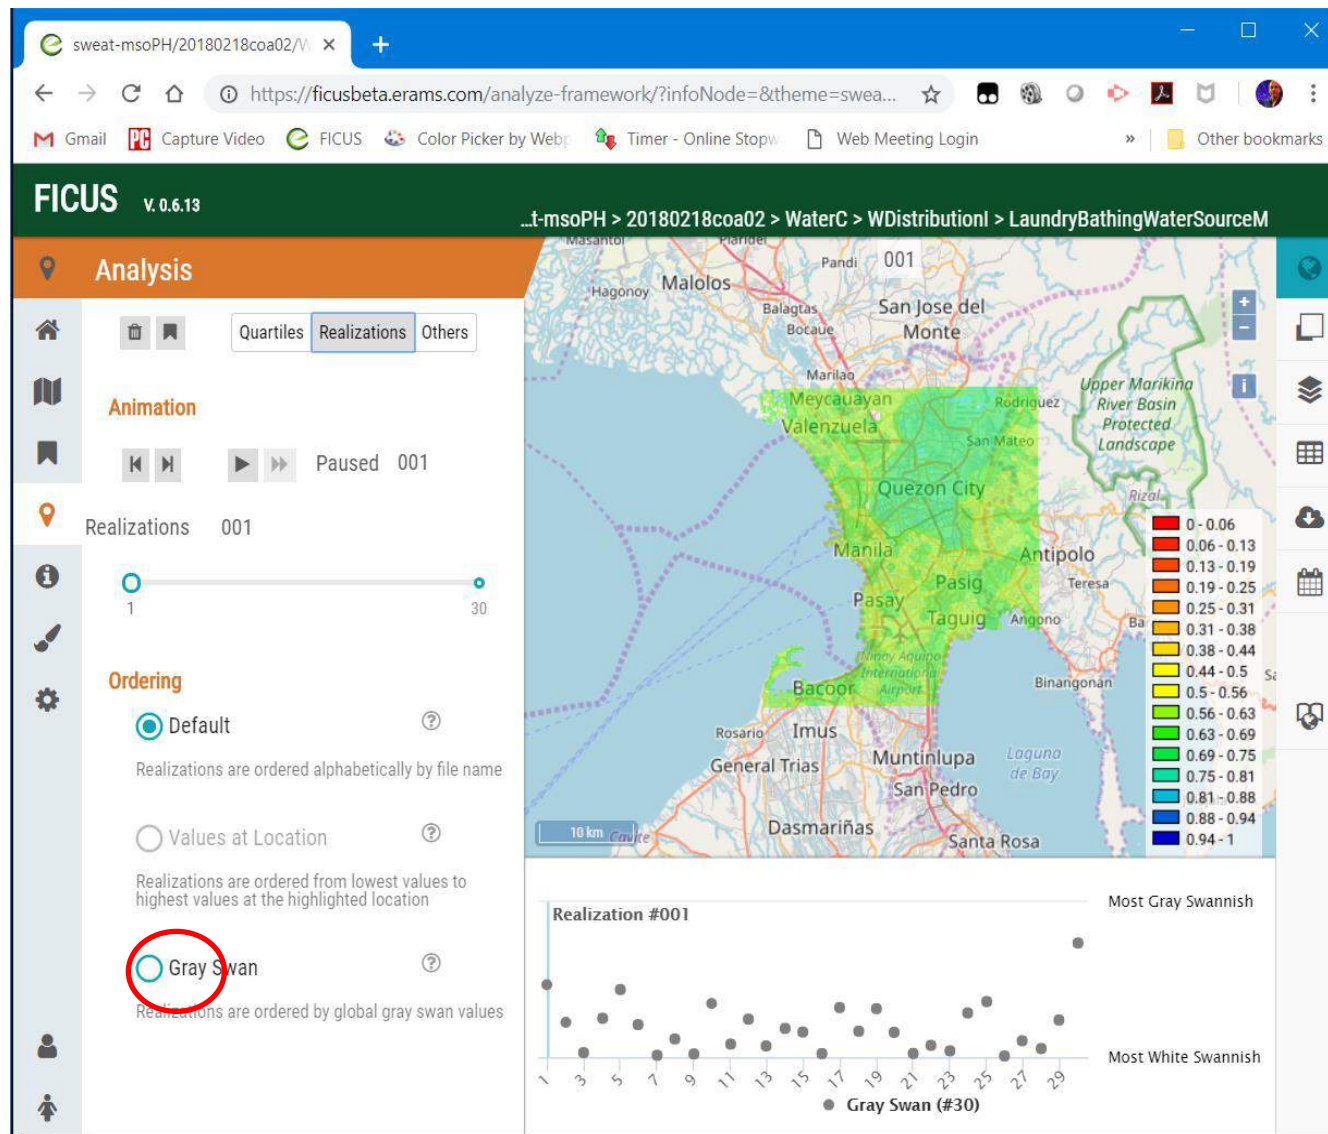 sweat-msoPH/20180218coa02/W
https://ficusbeta.erams.com/analyze-framework/?infoNode=&theme=swea...
Gmail PC Capture Video FICUS Color Picker by Webp Timer - Online Stopw Web Meeting Login » Other bookmarks
FICUS V. 0.6.13
...t-msoPH > 20180218coa02 > WaterC > WDistributionI > LaundryBathingWaterSourceM
Analysis
Quartiles Realizations Others
Animation
Paused 001
Realizations 001
1 30
Ordering
Default
Realizations are ordered alphabetically by file name
Values at Location
Realizations are ordered from lowest values to
highest values at the highlighted location
Gray Swan
Realizations are ordered by global gray swan values
Masantol Plaridel
Pandi 001
Hagonoy Malolos
Balagtas San Jose del
Bocaue Monte
Marilao
Meycauayan
Valenzuela
Rodriguez
San Mateo
Upper Marikina
River Basin
Protected
Landscape
Quezon City
Rizal
Manila
Antipolo
Pasig
Teresa
Pasay
Taguig Angono Ba
Ninoy Aquino
International
Airport
Bacoor
Binangonan
Rosario Imus
General Trias Muntinlupa
Laguna
de Bay
San Pedro
10 km Cavite Dasmariñas
Santa Rosa
+
−
i
0 - 0.06
0.06 - 0.13
0.13 - 0.19
0.19 - 0.25
0.25 - 0.31
0.31 - 0.38
0.38 - 0.44
0.44 - 0.5
0.5 - 0.56
0.56 - 0.63
0.63 - 0.69
0.69 - 0.75
0.75 - 0.81
0.81 - 0.88
0.88 - 0.94
0.94 - 1
Realization #001
Most Gray Swannish
Most White Swannish
1 3 5 7 9 11 13 15 17 19 21 23 25 27 29
Gray Swan (#30)